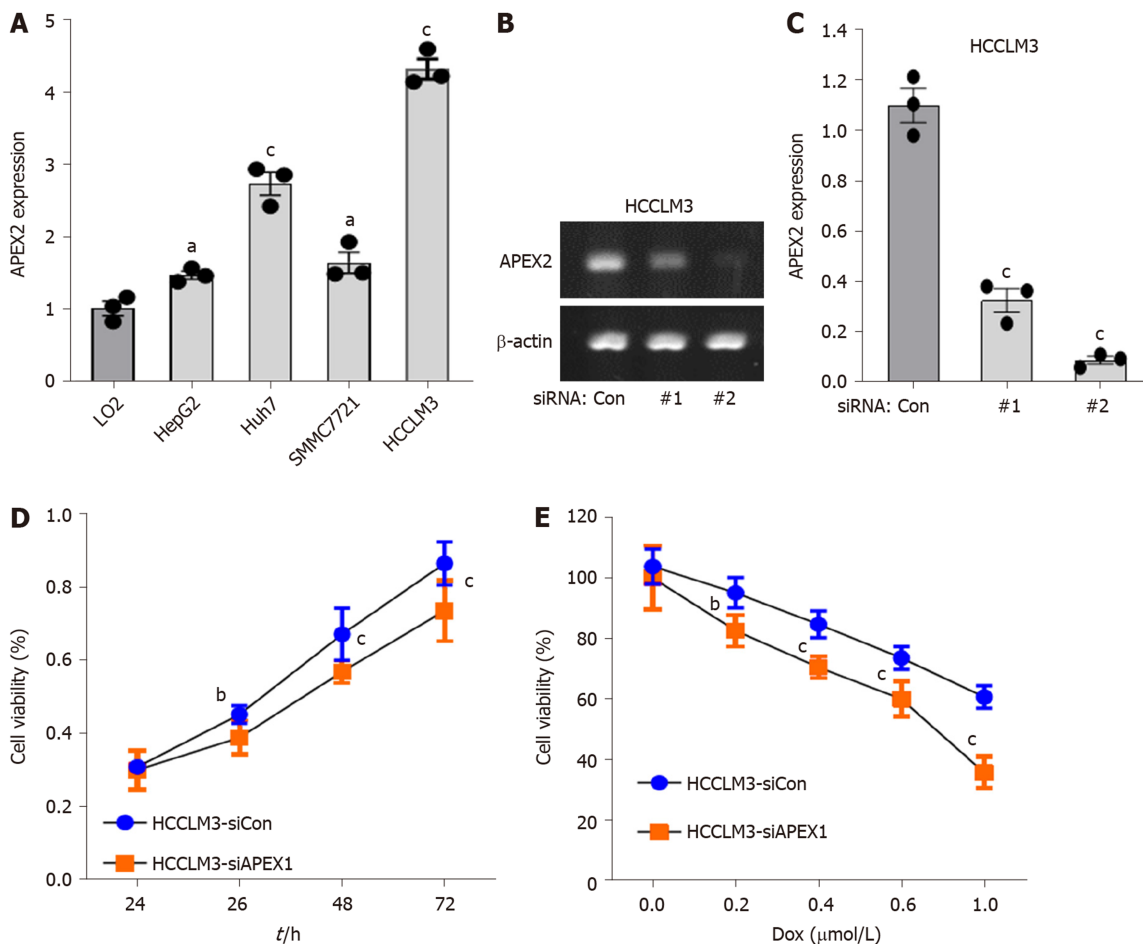 A
APEX2 expression
5
4
3
2
1
0
a
c
a
c
LO2
HepG2
Huh7
SMMC7721
HCCLM3
B
HCCLM3
APEX2
β-actin
siRNA: Con #1 #2
C
HCCLM3
APEX2 expression
1.4
1.2
1.0
0.8
0.6
0.4
0.2
0.0
c
c
siRNA: Con #1 #2
D
Cell viability (%)
1.0
0.8
0.6
0.4
0.2
0.0
b
c
c
HCCLM3-siCon
HCCLM3-siAPEX1
24 26 48 72
t/h
E
Cell viability (%)
120
100
80
60
40
20
0
b
c
c
c
HCCLM3-siCon
HCCLM3-siAPEX1
0.0 0.2 0.4 0.6 1.0
Dox (μmol/L)